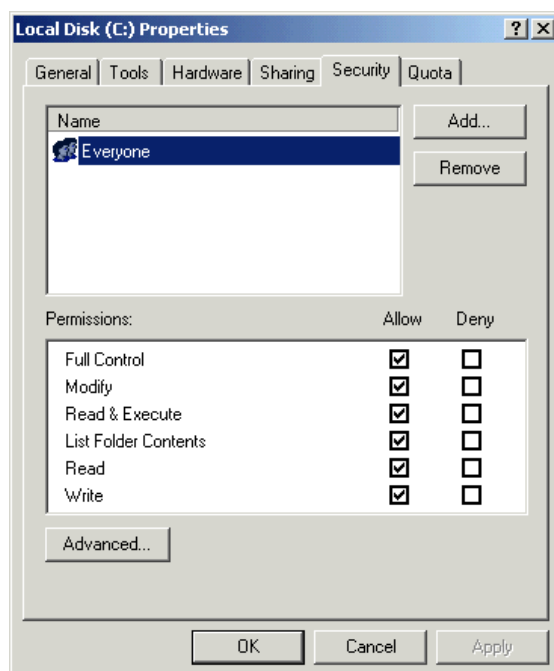 Local Disk (C:) Properties
General Tools Hardware Sharing Security Quota
Name
Add...
Everyone
Remove
Permissions: Allow Deny
Full Control
Modify
Read & Execute
List Folder Contents
Read
Write
Advanced...
OK Cancel Apply